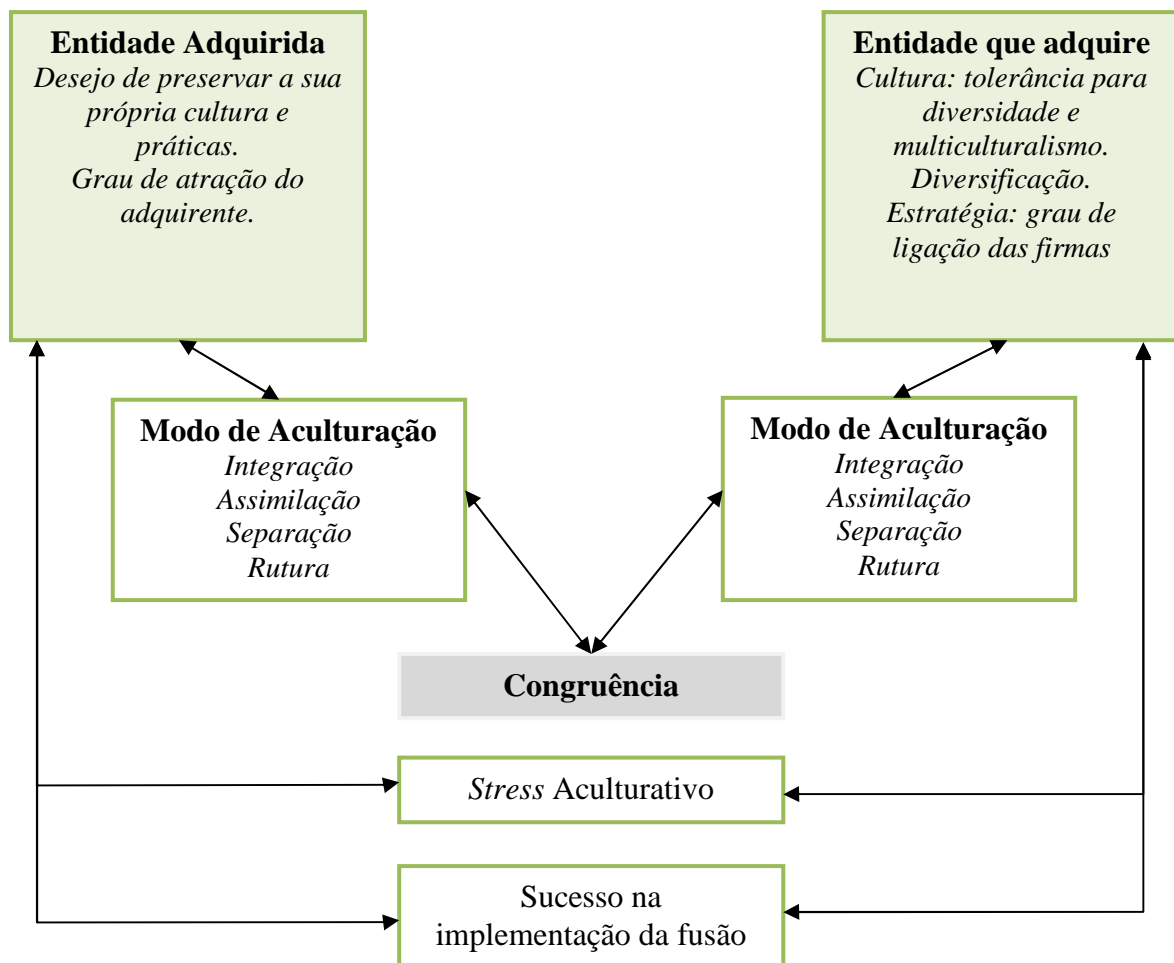 Entidade Adquirida
Desejo de preservar a sua
própria cultura e
práticas.
Grau de atração do
adquirente.
Entidade que adquire
Cultura: tolerância para
diversidade e
multiculturalismo.
Diversificação.
Estratégia: grau de
ligação das firmas
Modo de Aculturação
Integração
Assimilação
Separação
Rutura
Modo de Aculturação
Integração
Assimilação
Separação
Rutura
Congruência
Stress Aculturativo
Sucesso na
implementação da fusão